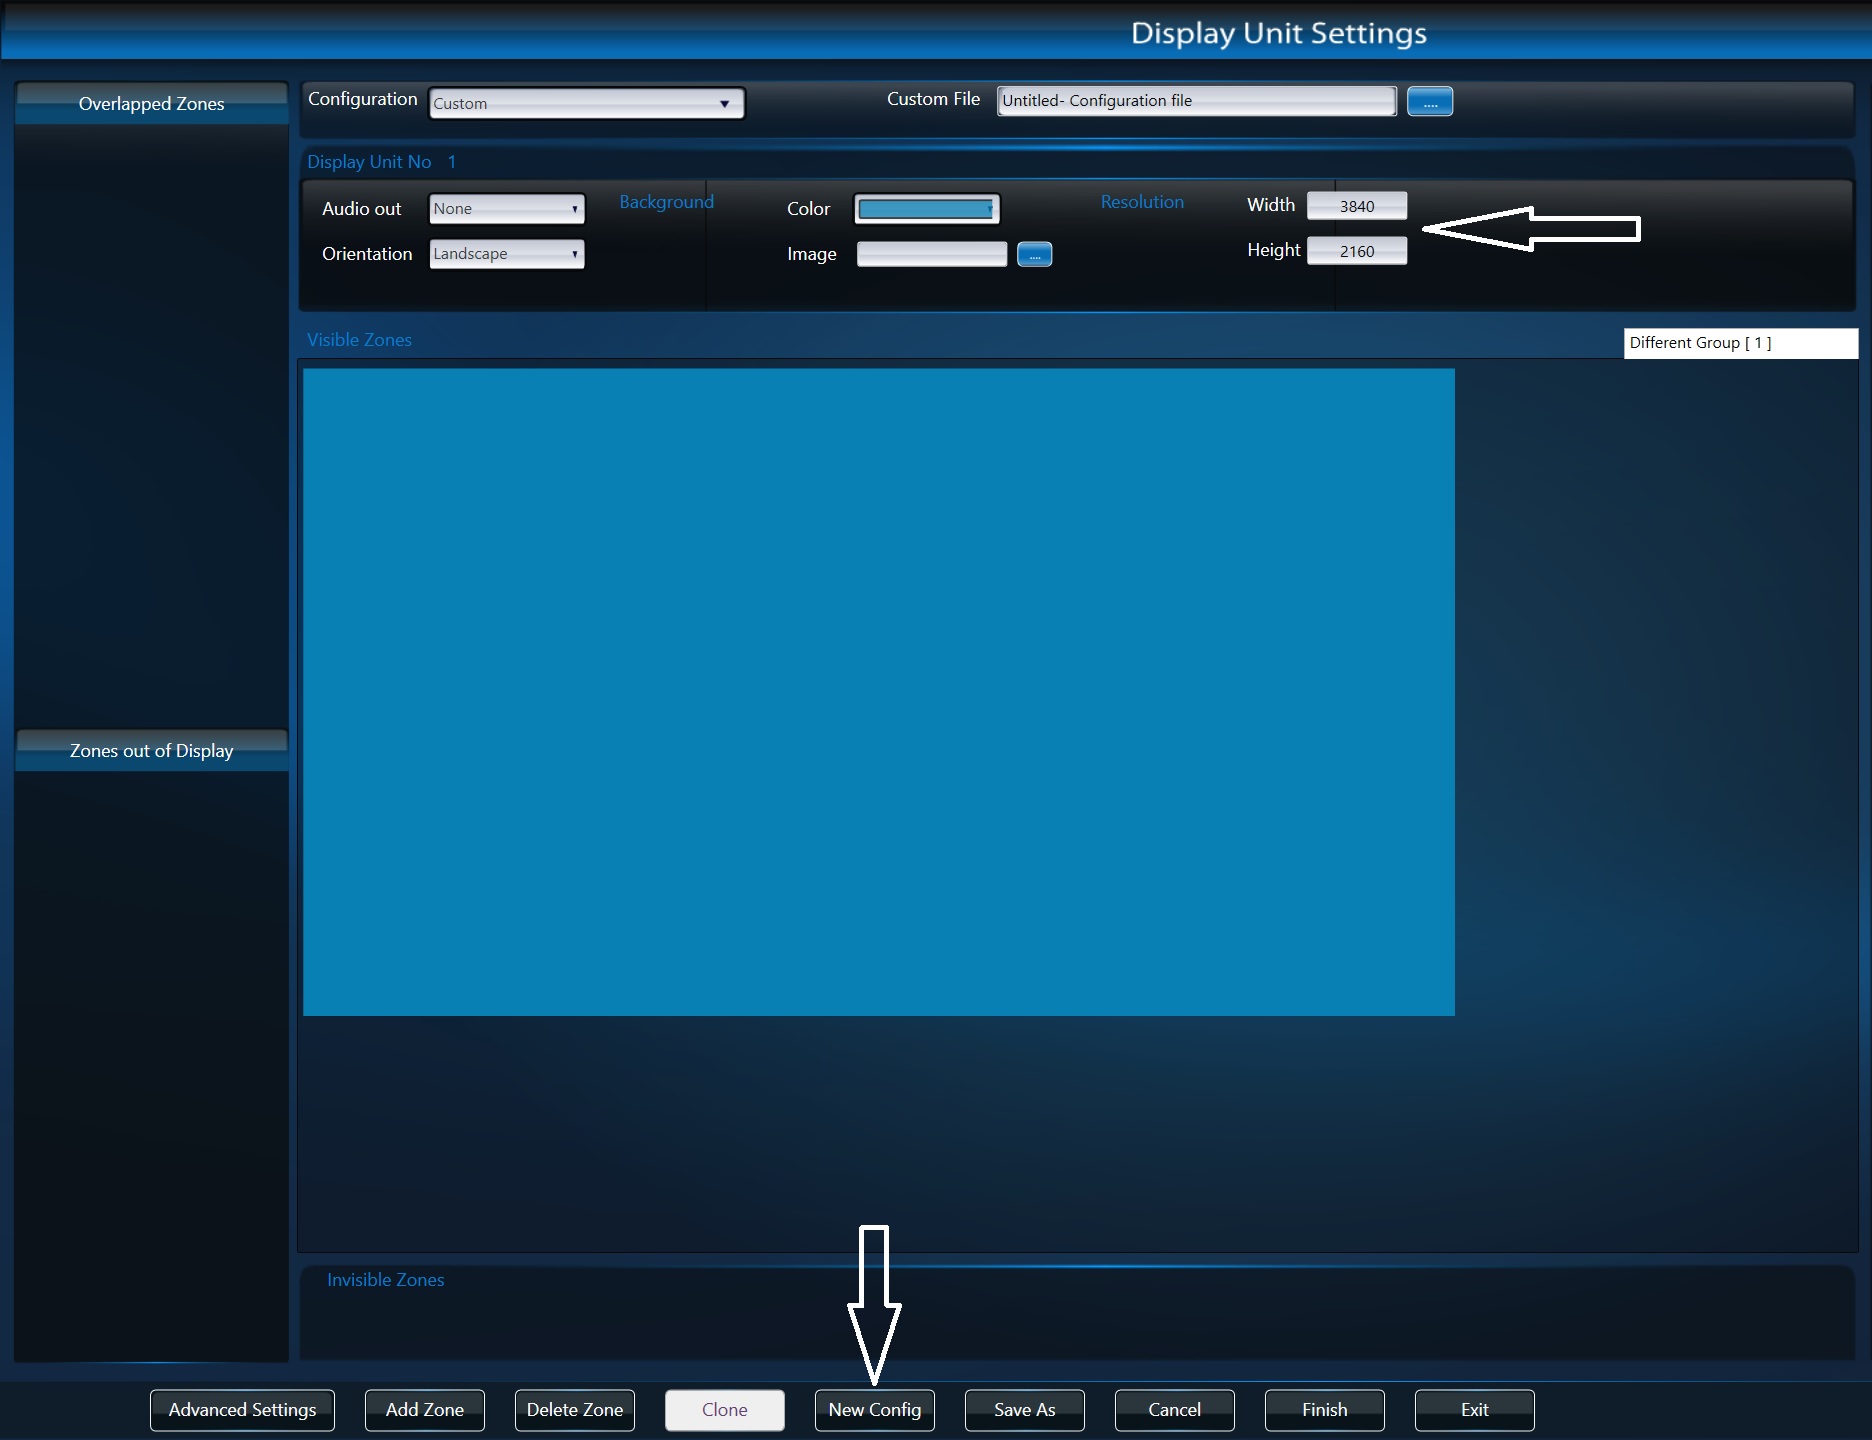 Display Unit Settings
Overlapped Zones
Configuration Custom Custom File Untitled- Configuration file ....
Display Unit No 1
Audio out None Background Color Resolution Width 3840
Orientation Landscape Image .... Height 2160
Visible Zones
Different Group [ 1 ]
Zones out of Display
Invisible Zones
Advanced Settings Add Zone Delete Zone Clone New Config Save As Cancel Finish Exit